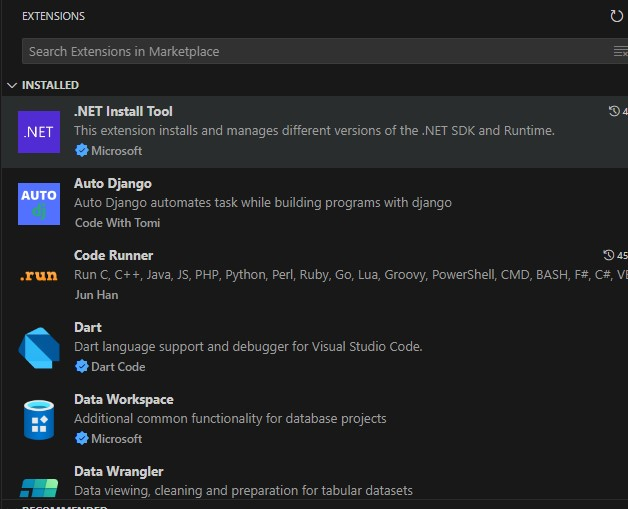 EXTENSIONS
Search Extensions in Marketplace
INSTALLED
.NET
.NET Install Tool
4
This extension installs and manages different versions of the .NET SDK and Runtime.
Microsoft
AUTO
dj
Auto Django
Auto Django automates task while building programs with django
Code With Tomi
.run
Code Runner
45
Run C, C++, Java, JS, PHP, Python, Perl, Ruby, Go, Lua, Groovy, PowerShell, CMD, BASH, F#, C#, VB
Jun Han
Dart
Dart language support and debugger for Visual Studio Code.
Dart Code
Data Workspace
Additional common functionality for database projects
Microsoft
Data Wrangler
Data viewing, cleaning and preparation for tabular datasets
RECOMMENDED